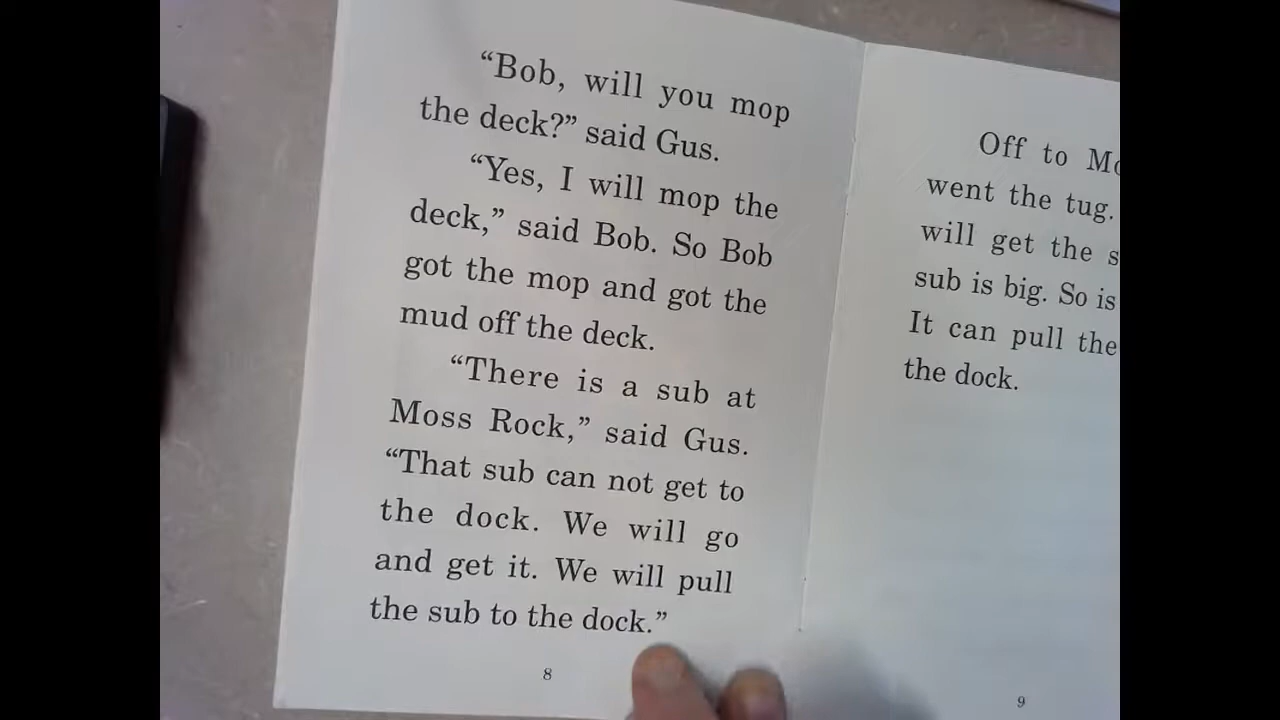 “Bob, will you mop
the deck?” said Gus.
“Yes, I will mop the
deck,” said Bob. So Bob
got the mop and got the
mud off the deck.
“There is a sub at
Moss Rock,” said Gus.
“That sub can not get to
the dock. We will go
and get it. We will pull
the sub to the dock.”
8
Off to
went the tug.
will get the
sub is big. So is
It can pull the
the dock.
9